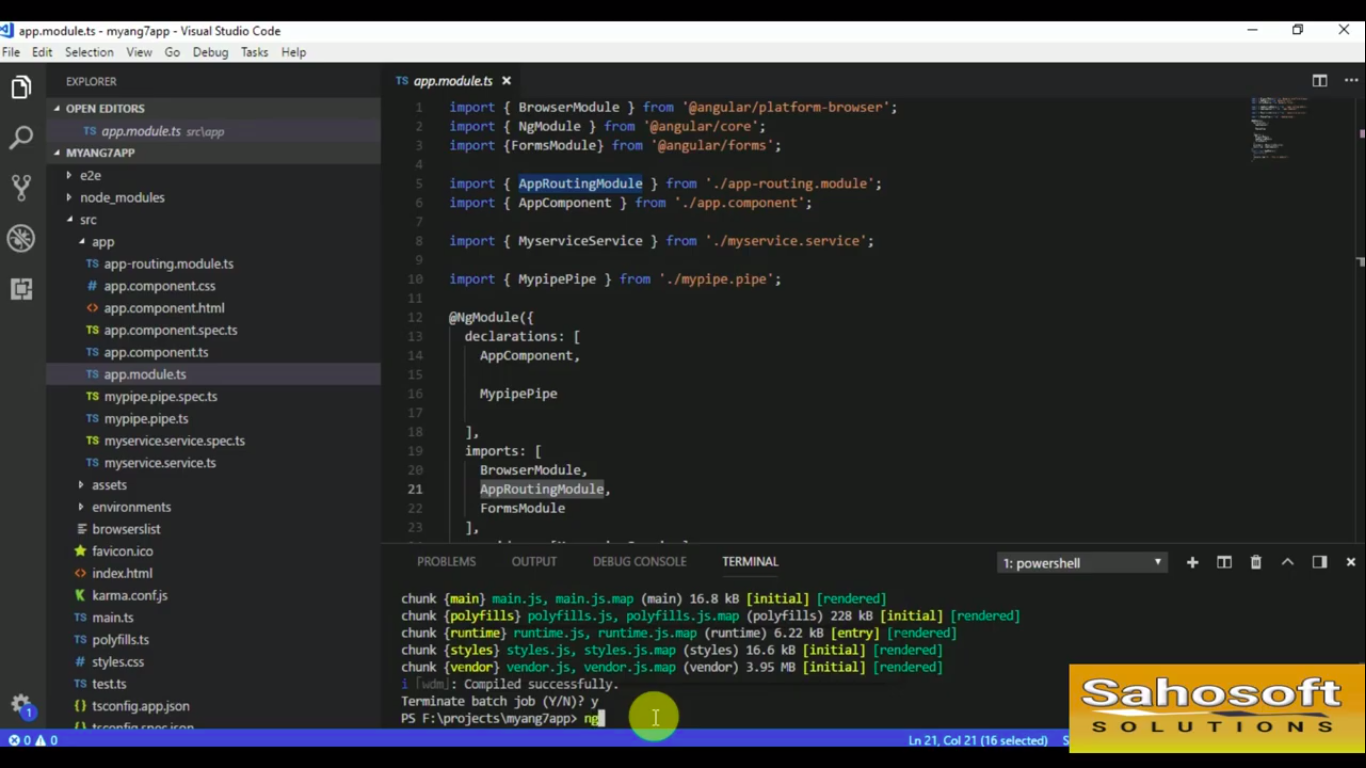 app.module.ts - myang7app - Visual Studio Code
File Edit Selection View Go Debug Tasks Help
EXPLORER
OPEN EDITORS
TS app.module.ts src\app
MYANG7APP
e2e
node_modules
src
app
TS app-routing.module.ts
# app.component.css
<> app.component.html
TS app.component.spec.ts
TS app.component.ts
TS app.module.ts
TS mypipe.pipe.spec.ts
TS mypipe.pipe.ts
TS myservice.service.spec.ts
TS myservice.service.ts
assets
environments
browserslist
favicon.ico
<> index.html
K karma.conf.js
TS main.ts
TS polyfills.ts
# styles.css
TS test.ts
{} tsconfig.app.json
{} tsconfig.spec.json
TS app.module.ts
1 import { BrowserModule } from '@angular/platform-browser';
2 import { NgModule } from '@angular/core';
3 import {FormsModule} from '@angular/forms';
4
5 import { AppRoutingModule } from './app-routing.module';
6 import { AppComponent } from './app.component';
7
8 import { MyserviceService } from './myservice.service';
9
10 import { MypipePipe } from './mypipe.pipe';
11
12 @NgModule({
13 declarations: [
14 AppComponent,
15
16 MypipePipe
17
18 ],
19 imports: [
20 BrowserModule,
21 AppRoutingModule,
22 FormsModule
23 ],
PROBLEMS OUTPUT DEBUG CONSOLE TERMINAL 1: powershell
chunk {main} main.js, main.js.map (main) 16.8 kB [initial] [rendered]
chunk {polyfills} polyfills.js, polyfills.js.map (polyfills) 228 kB [initial] [rendered]
chunk {runtime} runtime.js, runtime.js.map (runtime) 6.22 kB [entry] [rendered]
chunk {styles} styles.js, styles.js.map (styles) 16.6 kB [initial] [rendered]
chunk {vendor} vendor.js, vendor.js.map (vendor) 3.95 MB [initial] [rendered]
i ｢wdm｣: Compiled successfully.
Terminate batch job (Y/N)? y
PS F:\projects\myang7app> ng
1
0 0
Ln 21, Col 21 (16 selected)
Sahosoft
SOLUTIONS